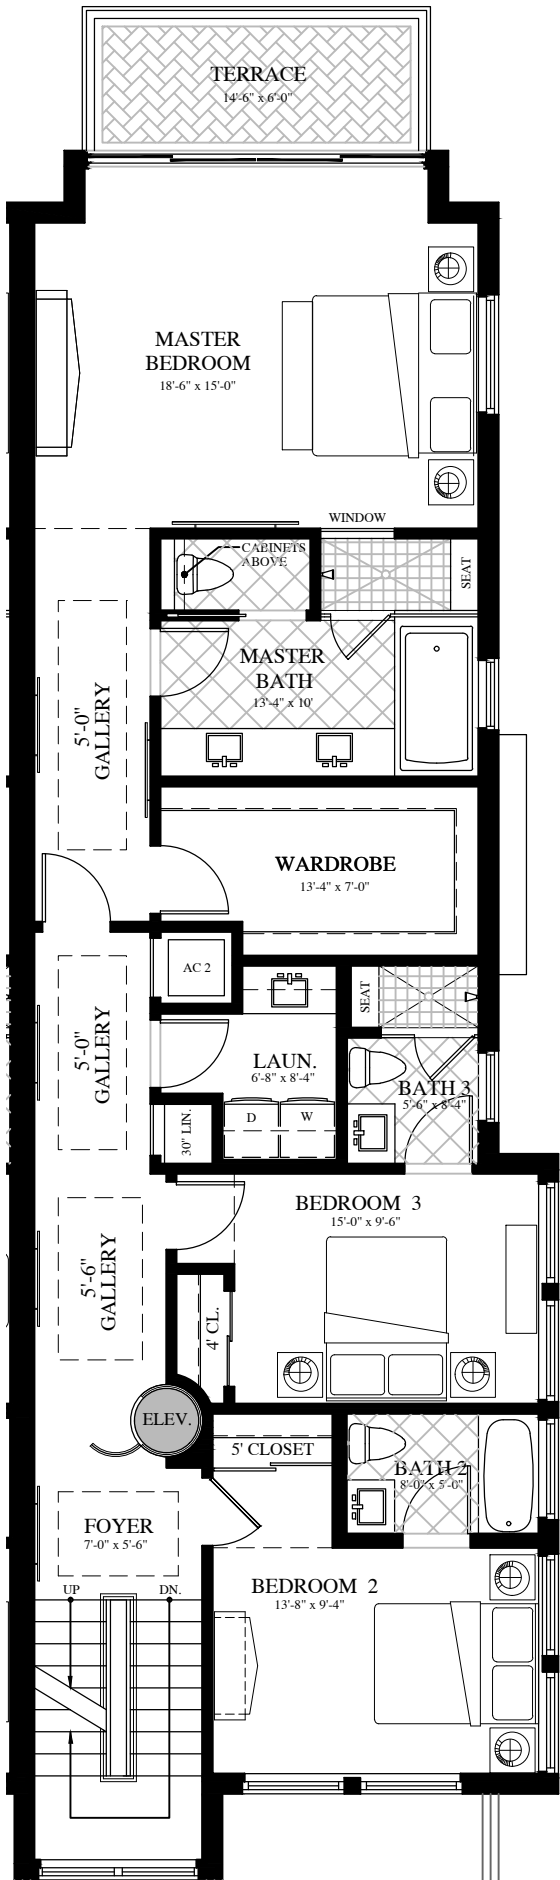 TERRACE
14'-6" x 6'-0"
MASTER
BEDROOM
18'-6" x 15'-0"
WINDOW
CABINETS
ABOVE
SEAT
MASTER
BATH
13'-4" x 10'
5'-0"
GALLERY
WARDROBE
13'-4" x 7'-0"
AC 2
SEAT
5'-0"
GALLERY
LAUN.
6'-8" x 8'-4"
BATH 3
5'-6" x 8'-4"
D
W
30" LIN.
BEDROOM 3
15'-0" x 9'-6"
5'-6"
GALLERY
4' CL.
ELEV.
5' CLOSET
BATH 2
8'-0" x 5'-0"
FOYER
7'-0" x 5'-6"
BEDROOM 2
13'-8" x 9'-4"
UP
DN.